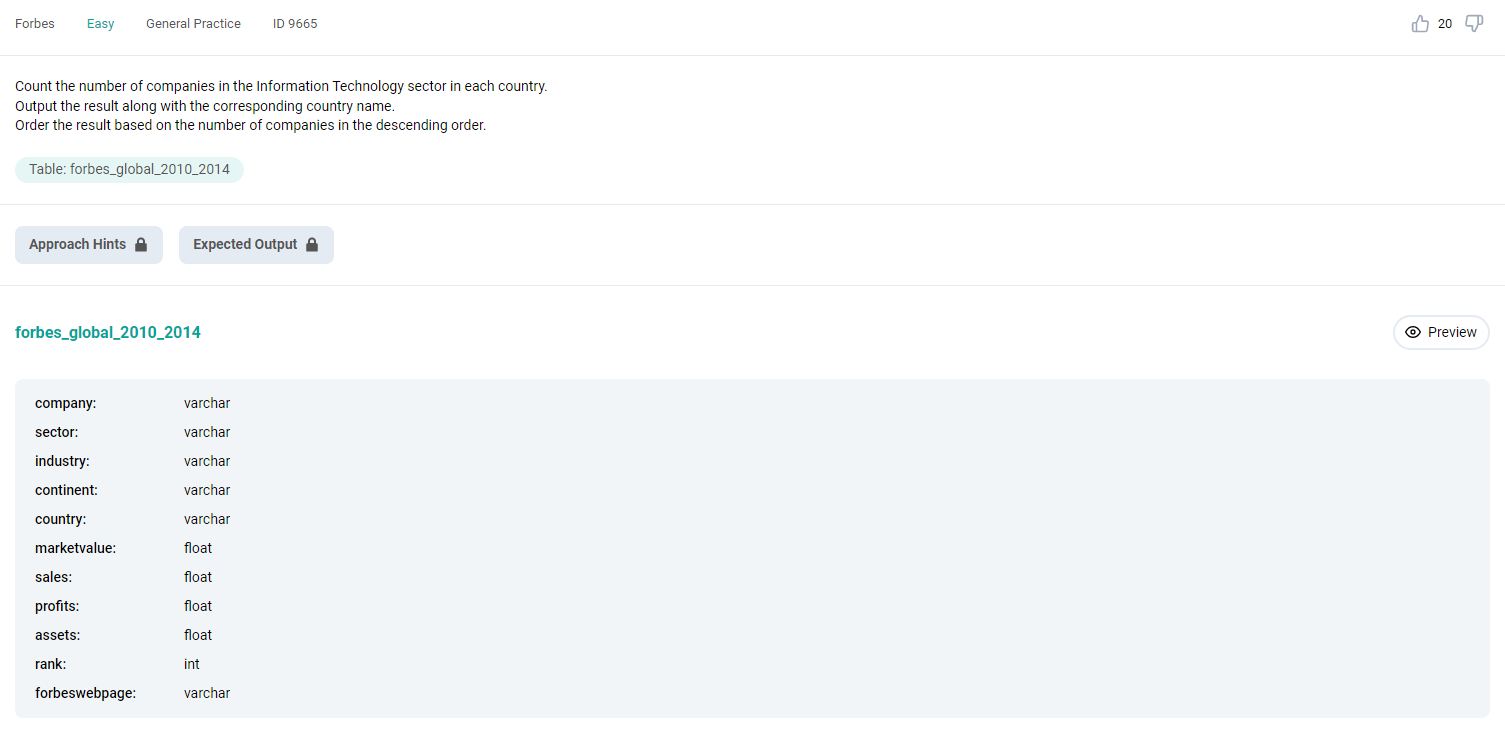 Forbes Easy General Practice ID 9665 20
Count the number of companies in the Information Technology sector in each country.
Output the result along with the corresponding country name.
Order the result based on the number of companies in the descending order.
Table: forbes_global_2010_2014
Approach Hints Expected Output
forbes_global_2010_2014 Preview
company: varchar
sector: varchar
industry: varchar
continent: varchar
country: varchar
marketvalue: float
sales: float
profits: float
assets: float
rank: int
forbeswebpage: varchar